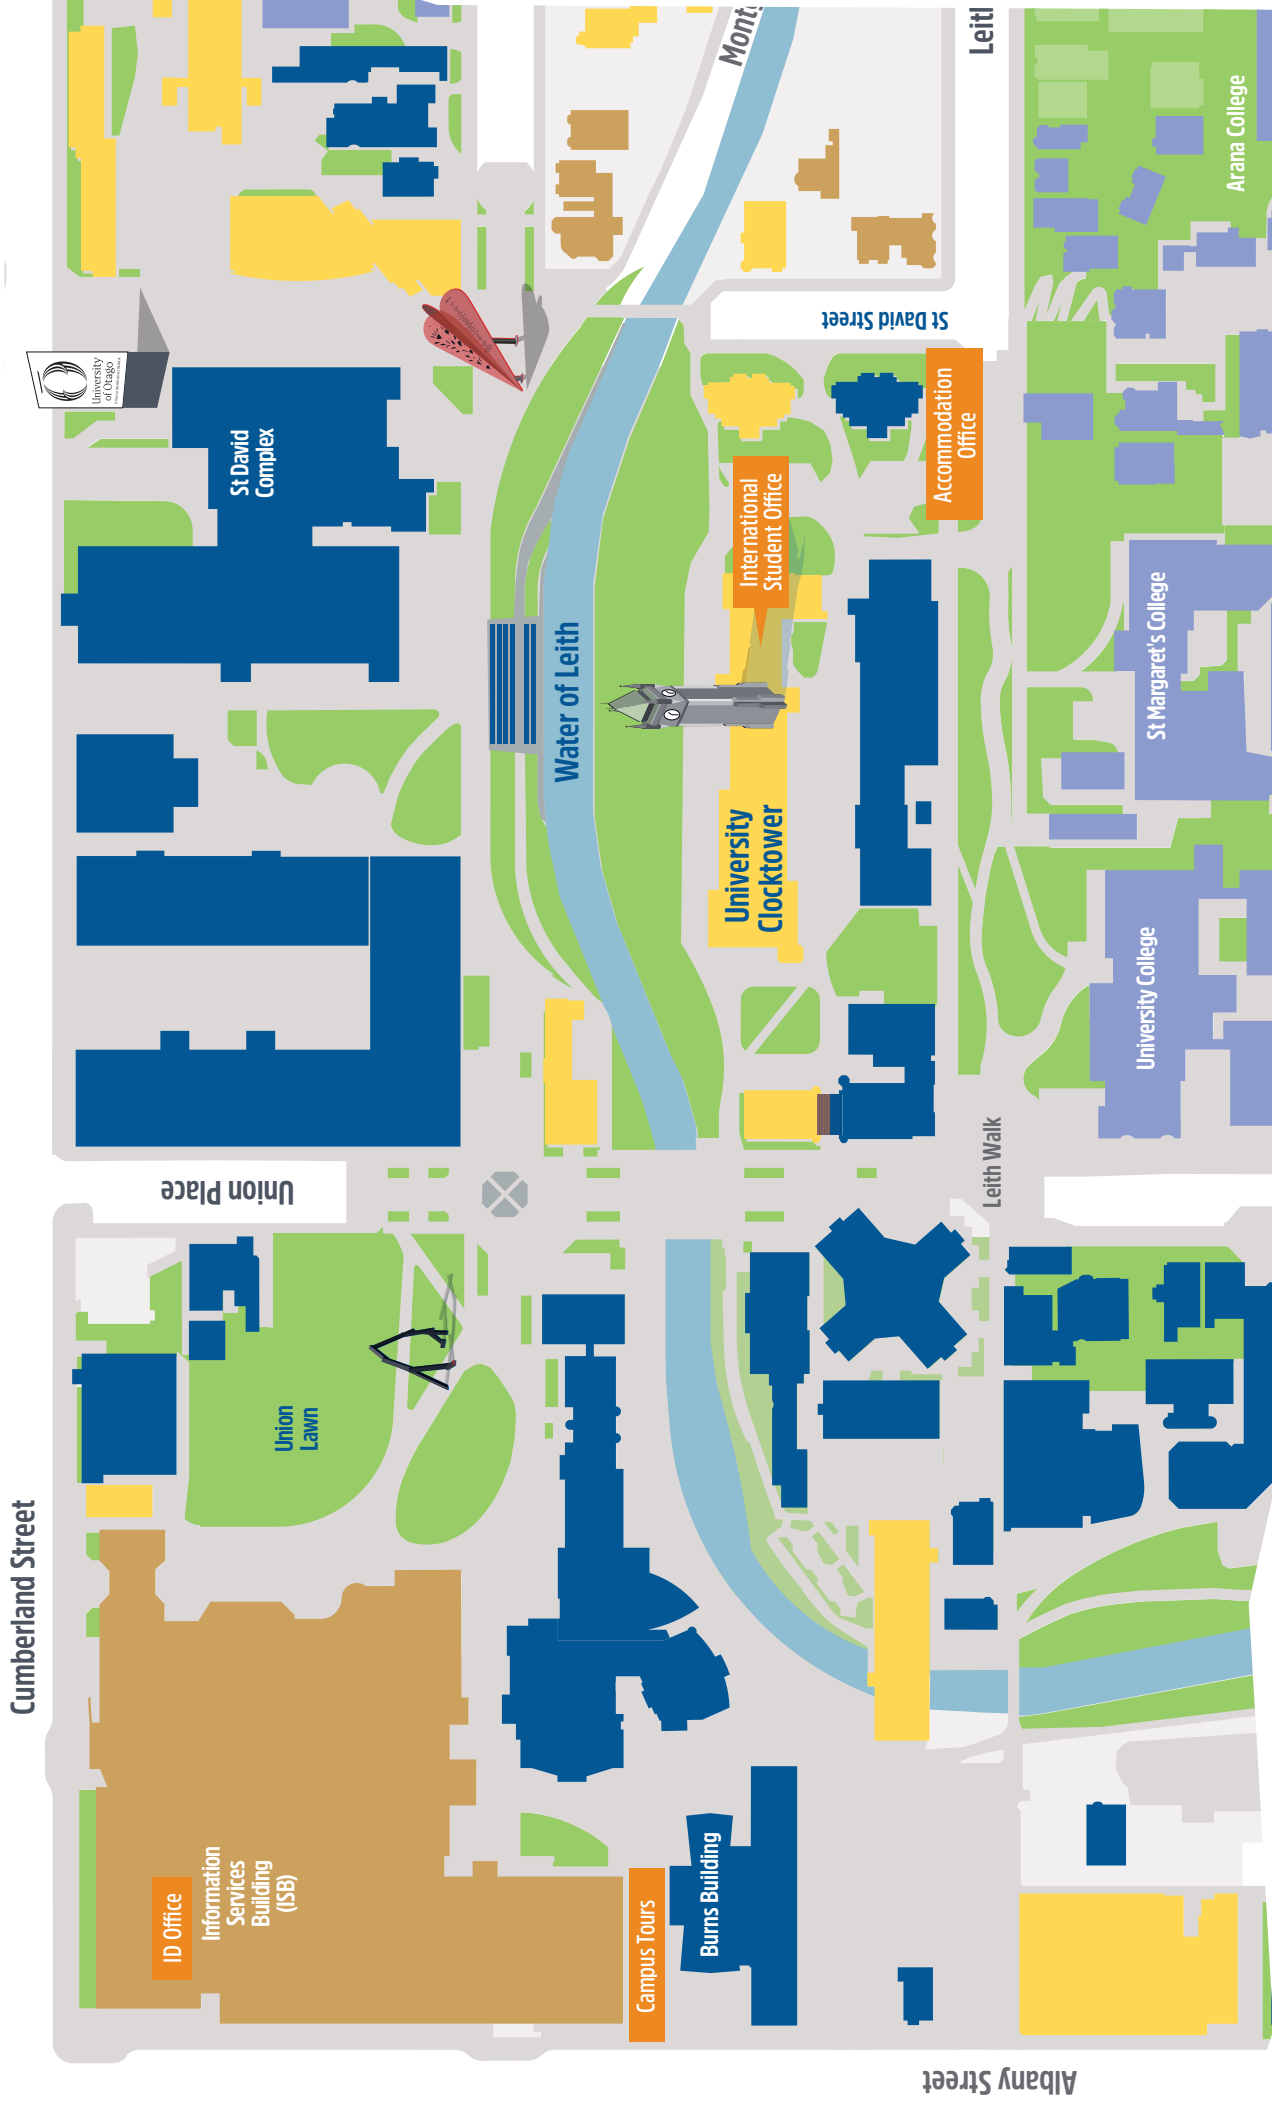 Cumberland Street
ID Office
Information
Services
Building
(ISB)
Campus Tours
Burns Building
Albany Street
Union
Lawn
Union Place
Leith Walk
University College
University
Clocktower
Water of Leith
St Margaret's College
International
Student Office
Accommodation
Office
St David
Complex
University
of Otago
St David Street
Arana College